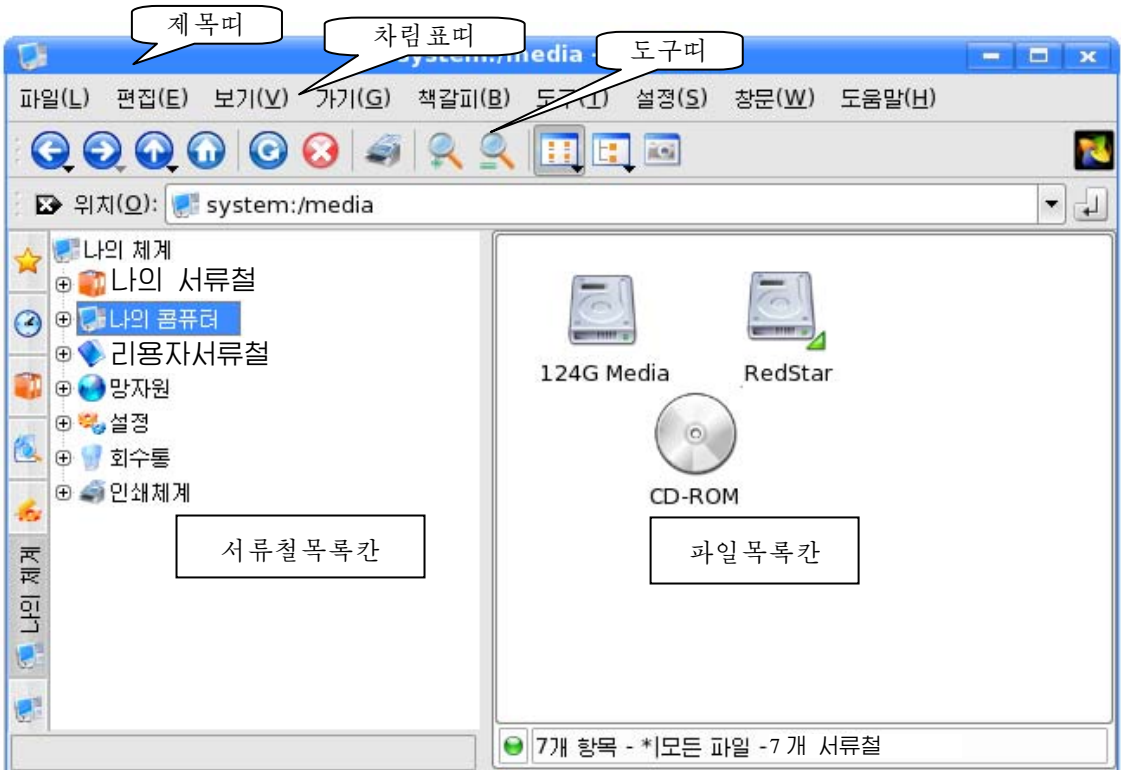 제목띠
차림표띠
도구띠
파일(L) 편집(E) 보기(V) 가기(G) 책갈피(B) 도구(T) 설정(S) 창문(W) 도움말(H)
위치(O): system:/media
나의 체계
나의 서류철
나의 콤퓨터
리용자서류철
망자원
설정
회수통
인쇄체계
나의 체계
서류철목록칸
124G Media
RedStar
CD-ROM
파일목록칸
7개 항목 - *|모든 파일 -7 개 서류철